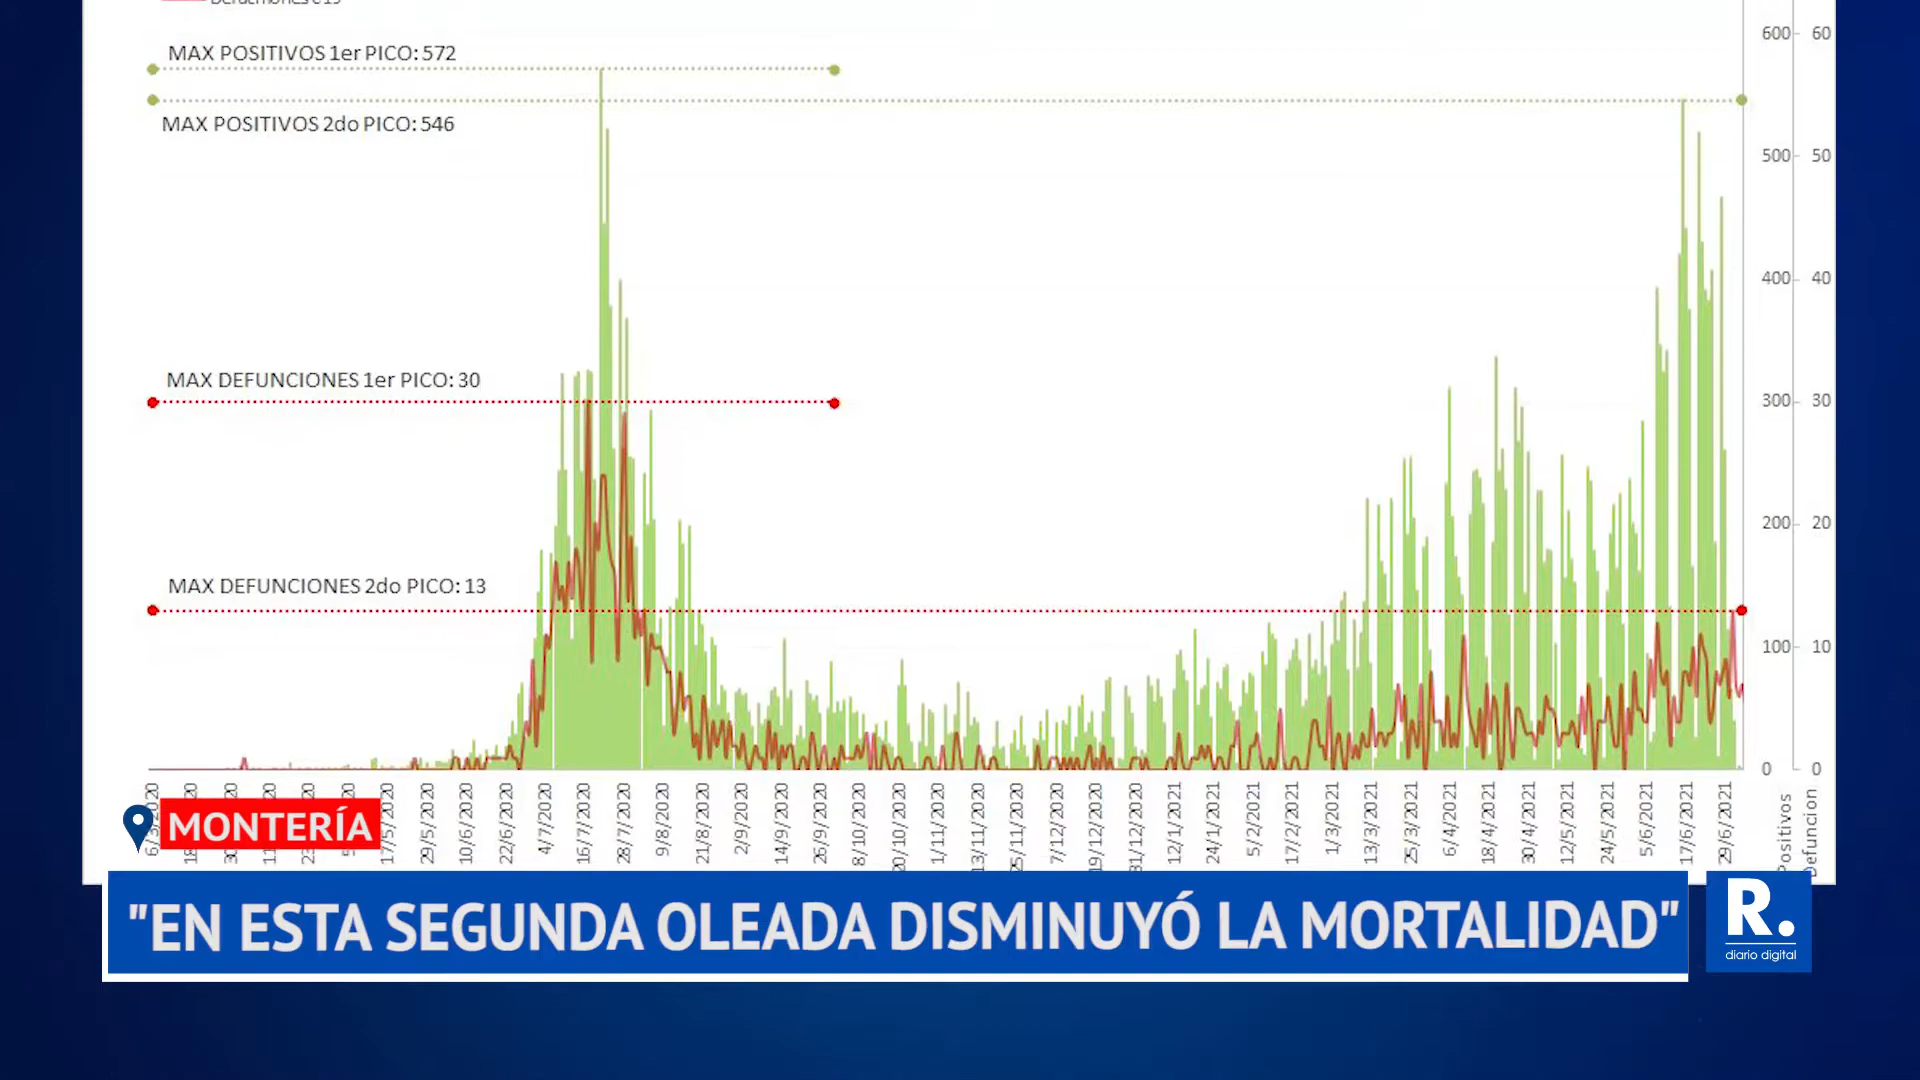 MAX POSITIVOS 1er PICO: 572
MAX POSITIVOS 2do PICO: 546
MAX DEFUNCIONES 1er PICO: 30
MAX DEFUNCIONES 2do PICO: 13
600 60
500 50
400 40
300 30
200 20
100 10
0 0
17/5/2020 29/5/2020 10/6/2020 22/6/2020 4/7/2020 16/7/2020 28/7/2020 9/8/2020 21/8/2020 2/9/2020 14/9/2020 26/9/2020 8/10/2020 20/10/2020 1/11/2020 13/11/2020 25/11/2020 7/12/2020 19/12/2020 31/12/2020 12/1/2021 24/1/2021 5/2/2021 17/2/2021 1/3/2021 13/3/2021 25/3/2021 6/4/2021 18/4/2021 30/4/2021 12/5/2021 24/5/2021 5/6/2021 17/6/2021 29/6/2021
Positivos
Defuncion
MONTERÍA
"EN ESTA SEGUNDA OLEADA DISMINUYÓ LA MORTALIDAD"
R.
diario digital